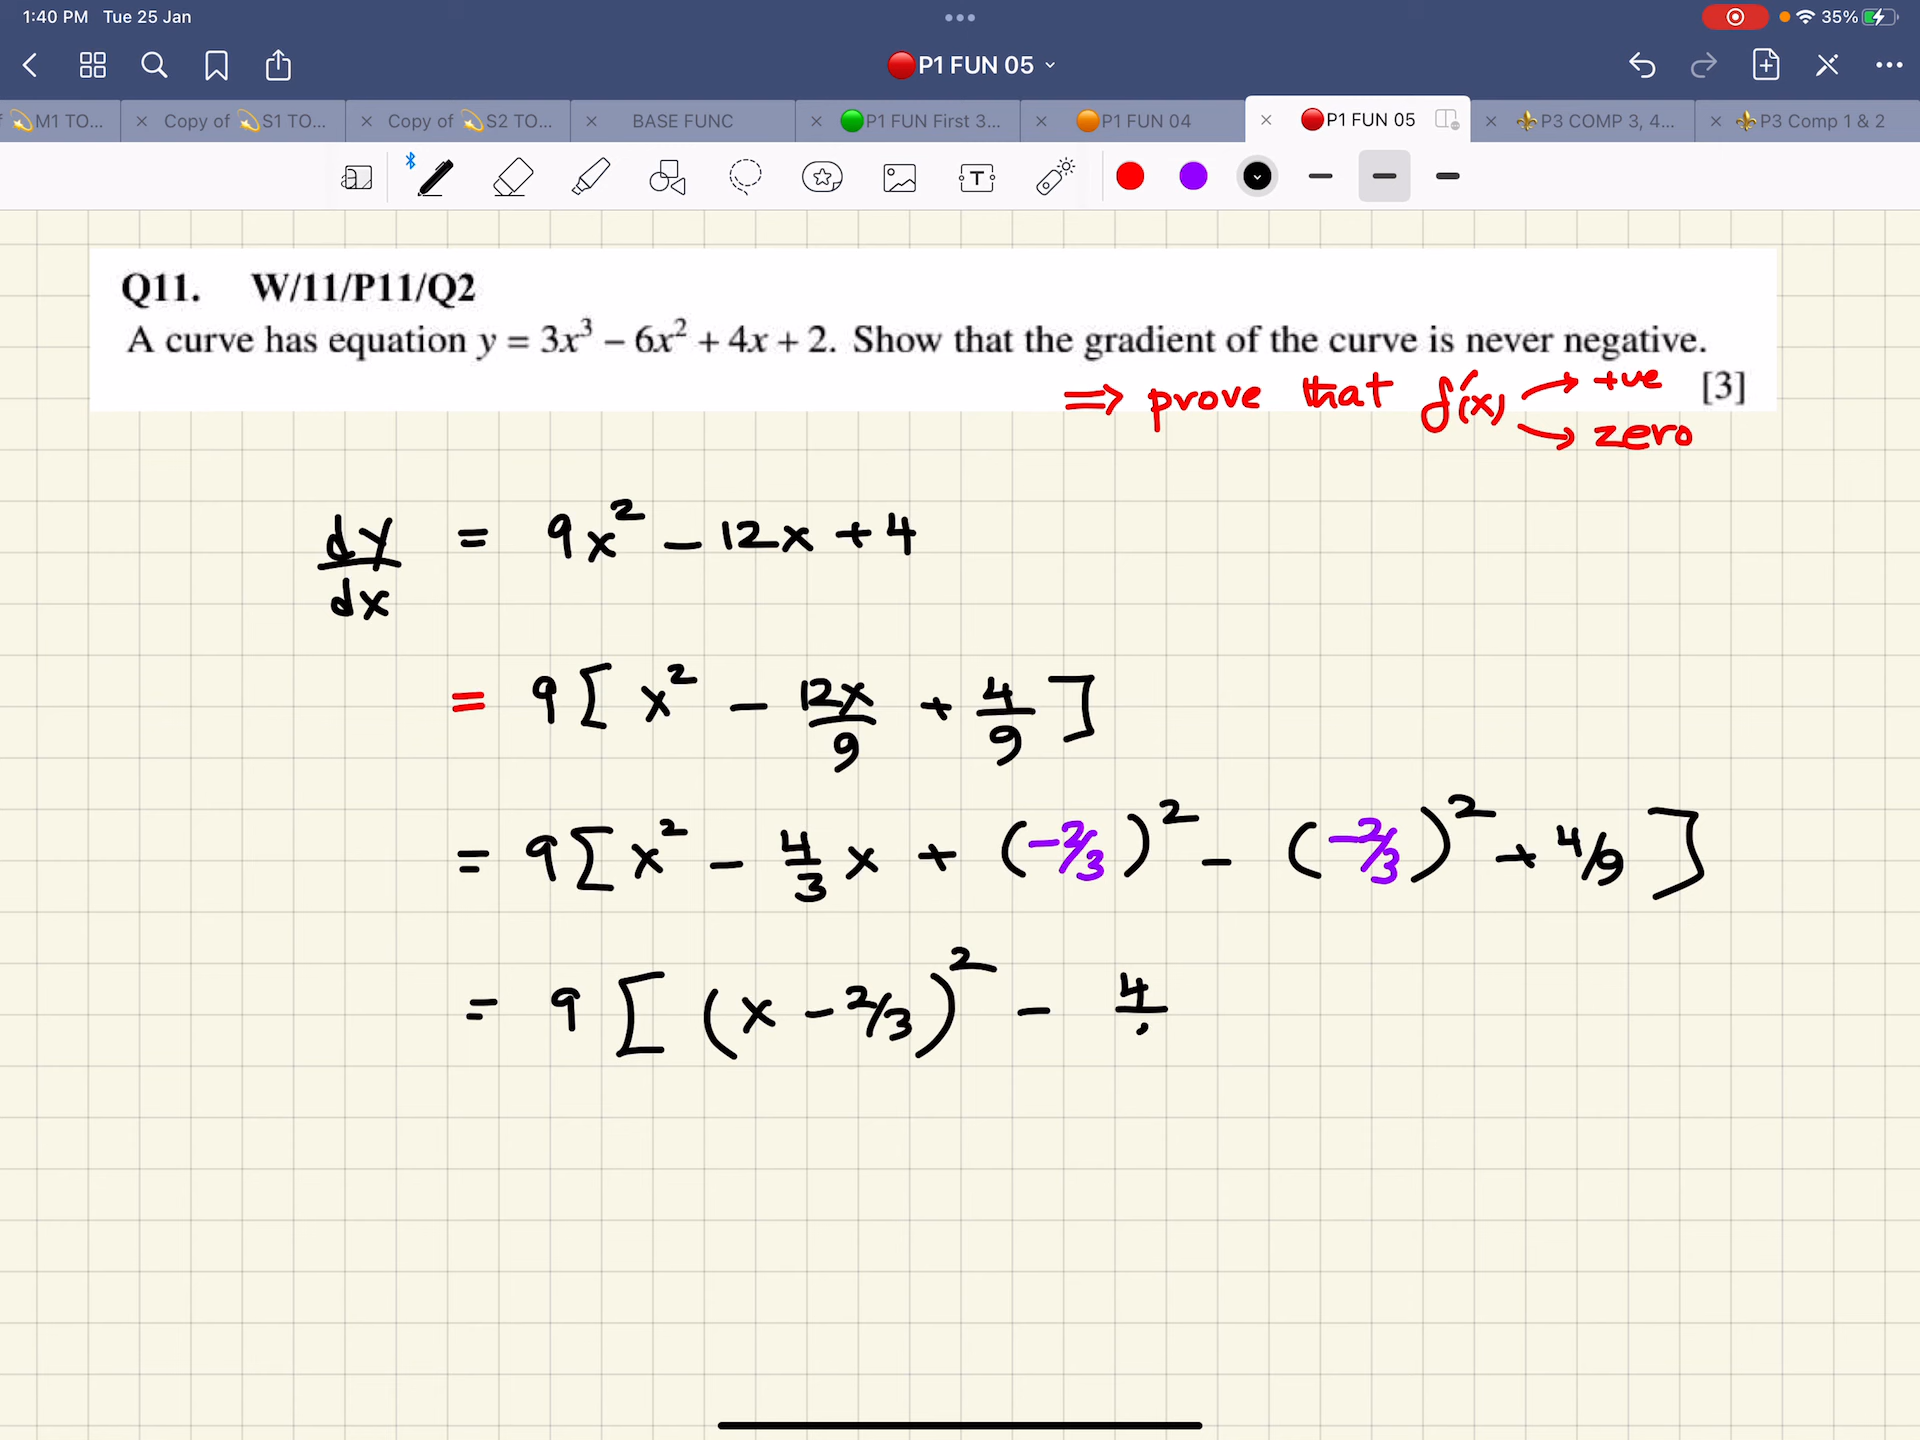 1:40 PM Tue 25 Jan
35%
P1 FUN 05
M1 TO...
Copy of S1 TO...
Copy of S2 TO...
BASE FUNC
P1 FUN First 3...
P1 FUN 04
P1 FUN 05
P3 COMP 3, 4...
P3 Comp 1 & 2
Q11. W/11/P11/Q2
A curve has equation y = 3x³ − 6x² + 4x + 2. Show that the gradient of the curve is never negative.
[3]
⇒ prove that f'(x) → +ve
→ zero
dy/dx = 9x² − 12x + 4
= 9[x² − 12x/9 + 4/9]
= 9[x² − 4/3 x + (−2/3)² − (−2/3)² + 4/9]
= 9[(x − 2/3)² − 4